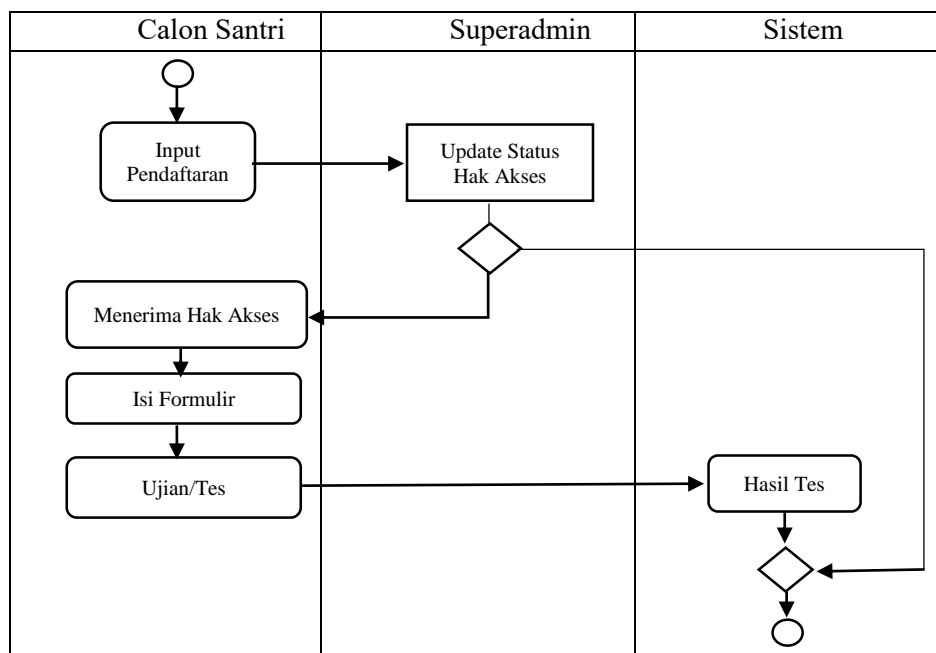 Calon Santri
Superadmin
Sistem
Input
Pendaftaran
Update Status
Hak Akses
Menerima Hak Akses
Isi Formulir
Ujian/Tes
Hasil Tes